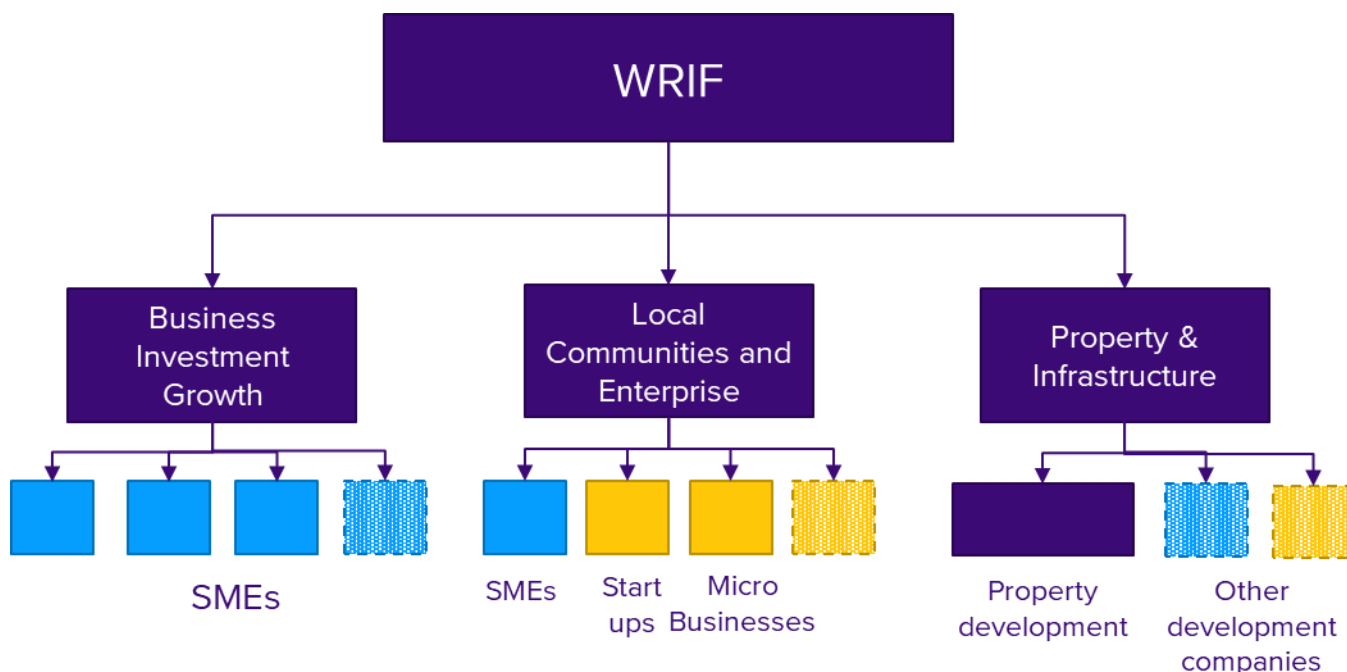 WRIF
Business
Investment
Growth
Local
Communities and
Enterprise
Property &
Infrastructure
SMEs
SMEs
Start
ups
Micro
Businesses
Property
development
Other
development
companies